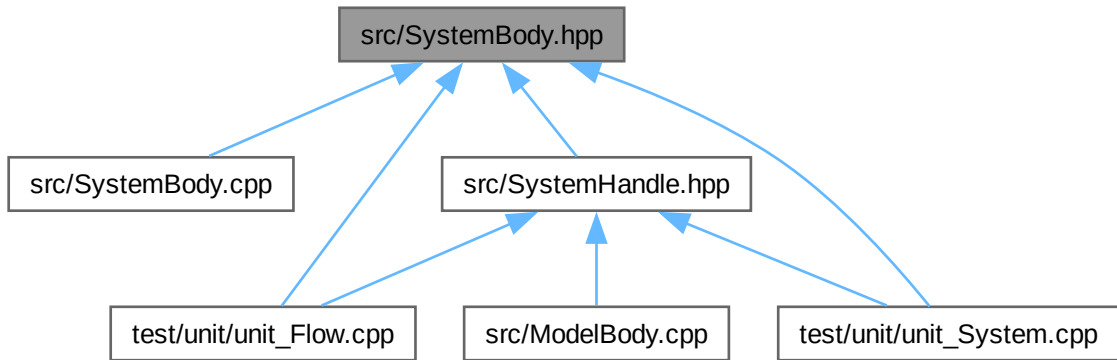 src/SystemBody.hpp
src/SystemBody.cpp
src/SystemHandle.hpp
test/unit/unit_Flow.cpp
src/ModelBody.cpp
test/unit/unit_System.cpp